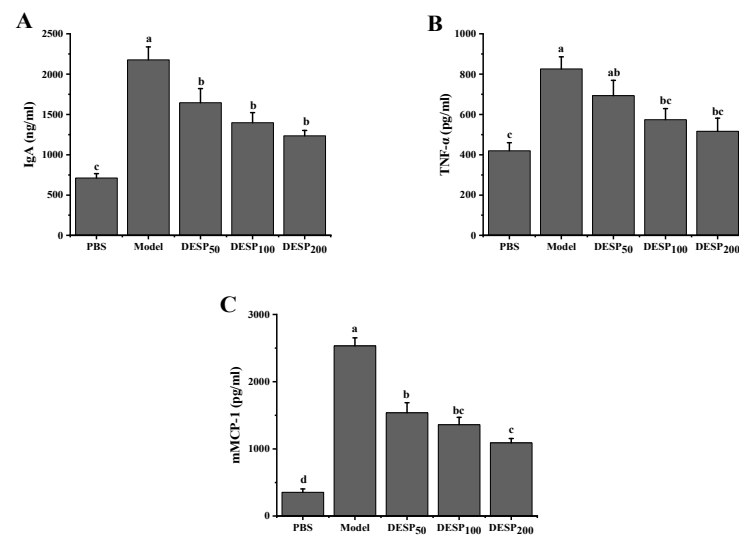 A
IgA (ng/ml)
2500
2000
1500
1000
500
0
c
a
b
b
b
PBS Model DESP50 DESP100 DESP200
B
TNF-α (pg/ml)
1000
800
600
400
200
0
c
a
ab
bc
bc
PBS Model DESP50 DESP100 DESP200
C
mMCP-1 (pg/ml)
3000
2000
1000
0
d
a
b
bc
c
PBS Model DESP50 DESP100 DESP200